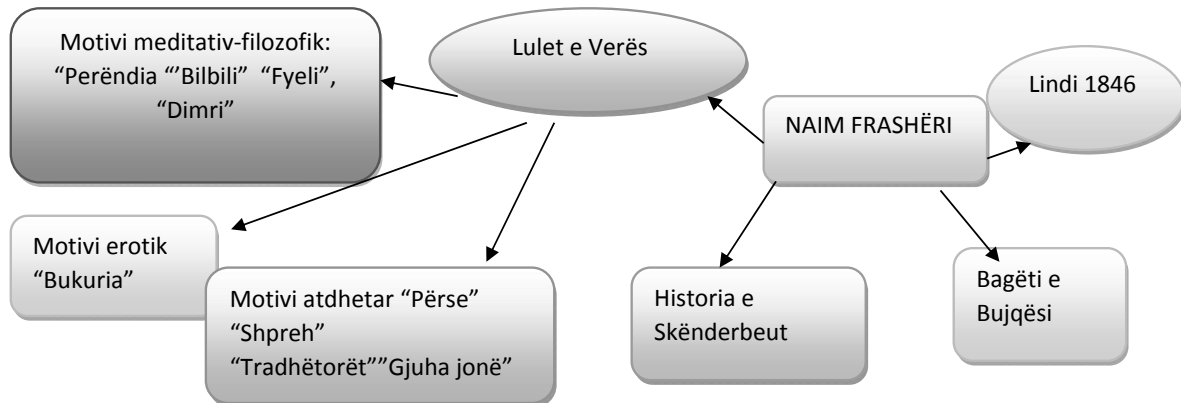 Motivi meditativ-filozofik:
“Perëndia “’Bilbili” “Fyeli”,
“Dimri”
Lulet e Verës
Lindi 1846
NAIM FRASHËRI
Motivi erotik
“Bukuria”
Motivi atdhetar “Përse”
“Shpreh”
“Tradhëtorët””Gjuha jonë”
Historia e
Skënderbeut
Bagëti e
Bujqësi